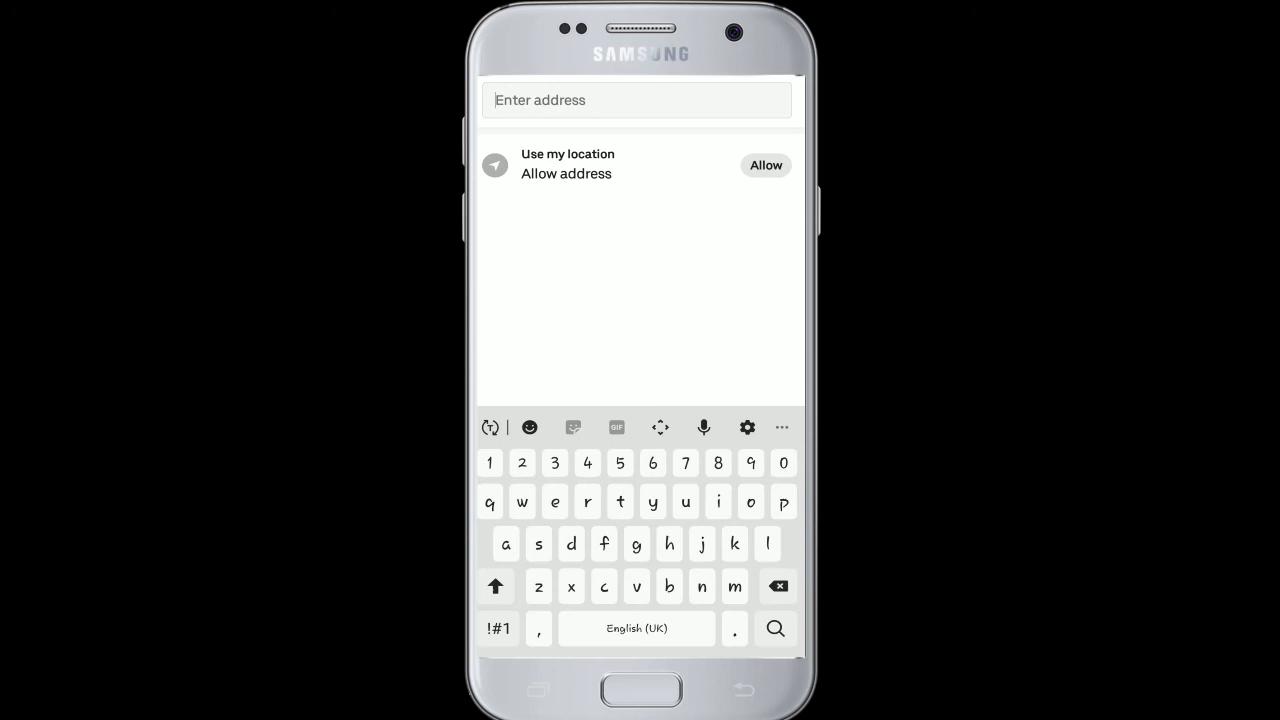 SAMSUNG
Enter address
Use my location
Allow address
Allow
GIF
1 2 3 4 5 6 7 8 9 0
q w e r t y u i o p
a s d f g h j k l
z x c v b n m
!#1 , English (UK) .